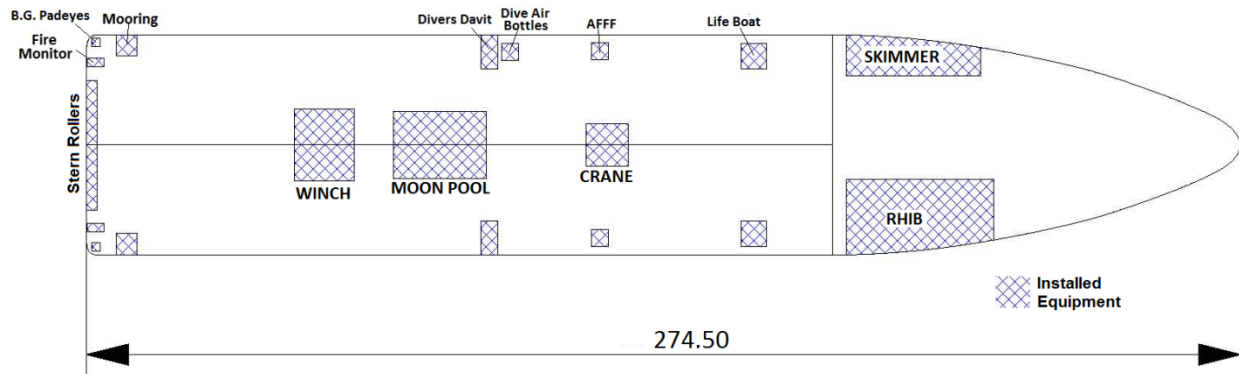 B.G. Padeyes
Mooring
Fire
Monitor
Divers Davit
Dive Air
Bottles
AFFF
Life Boat
SKIMMER
Stern Rollers
WINCH
MOON POOL
CRANE
RHIB
Installed
Equipment
274.50